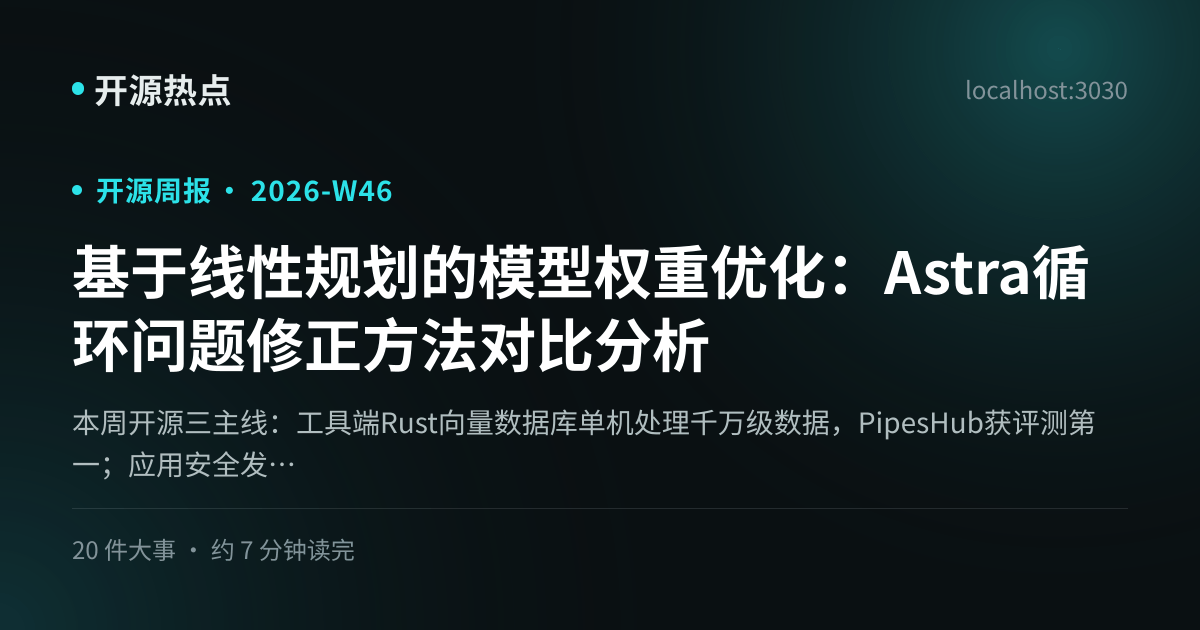 开源热点
localhost:3030
开源周报 · 2026-W46
基于线性规划的模型权重优化：Astra循
环问题修正方法对比分析
本周开源三主线：工具端Rust向量数据库单机处理千万级数据，PipesHub获评测第
一；应用安全发…
20 件大事 · 约 7 分钟读完